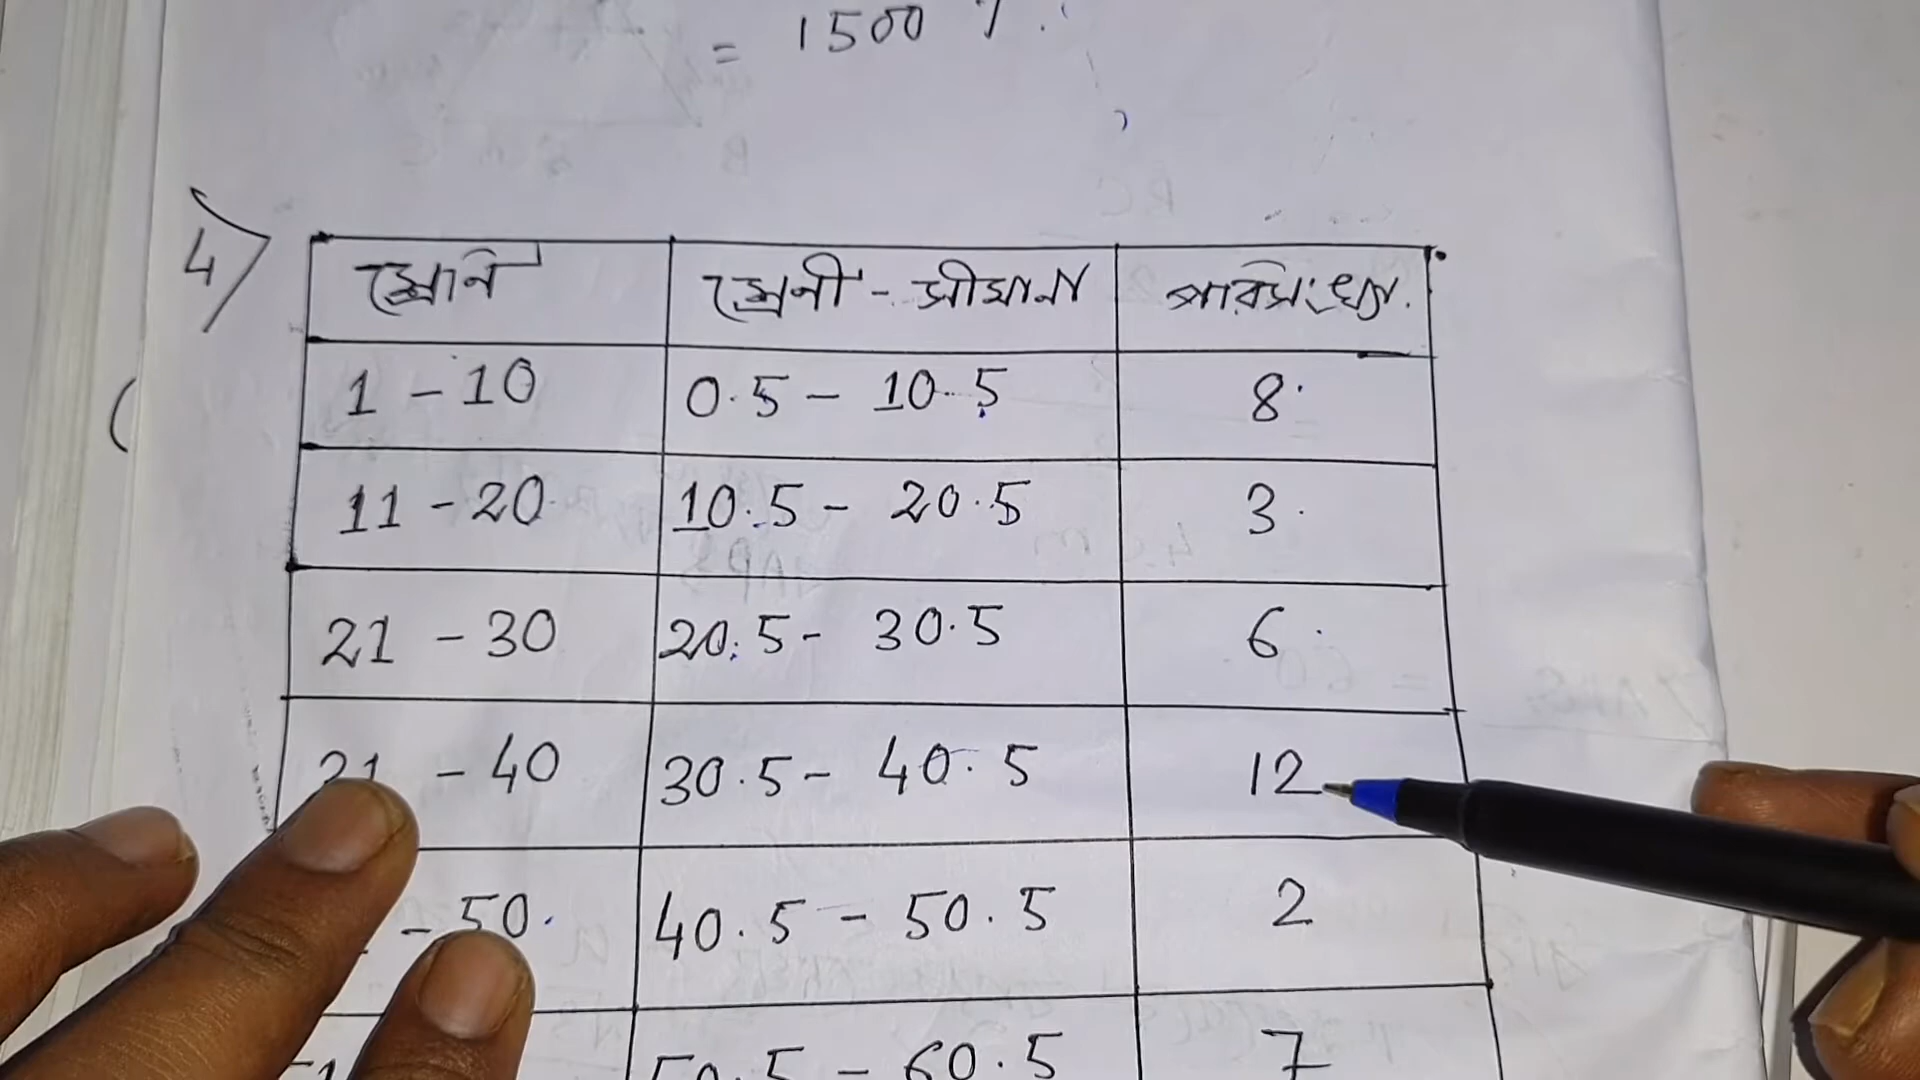 = 1500
4)
শ্রেনি শ্রেনী - সীমানা পরিসংখ্যা.
1 - 10 0.5 - 10.5 8
11 - 20 10.5 - 20.5 3
21 - 30 20.5 - 30.5 6
- 40 30.5 - 40.5 12
- 50 40.5 - 50.5 2
50.5 - 60.5 7